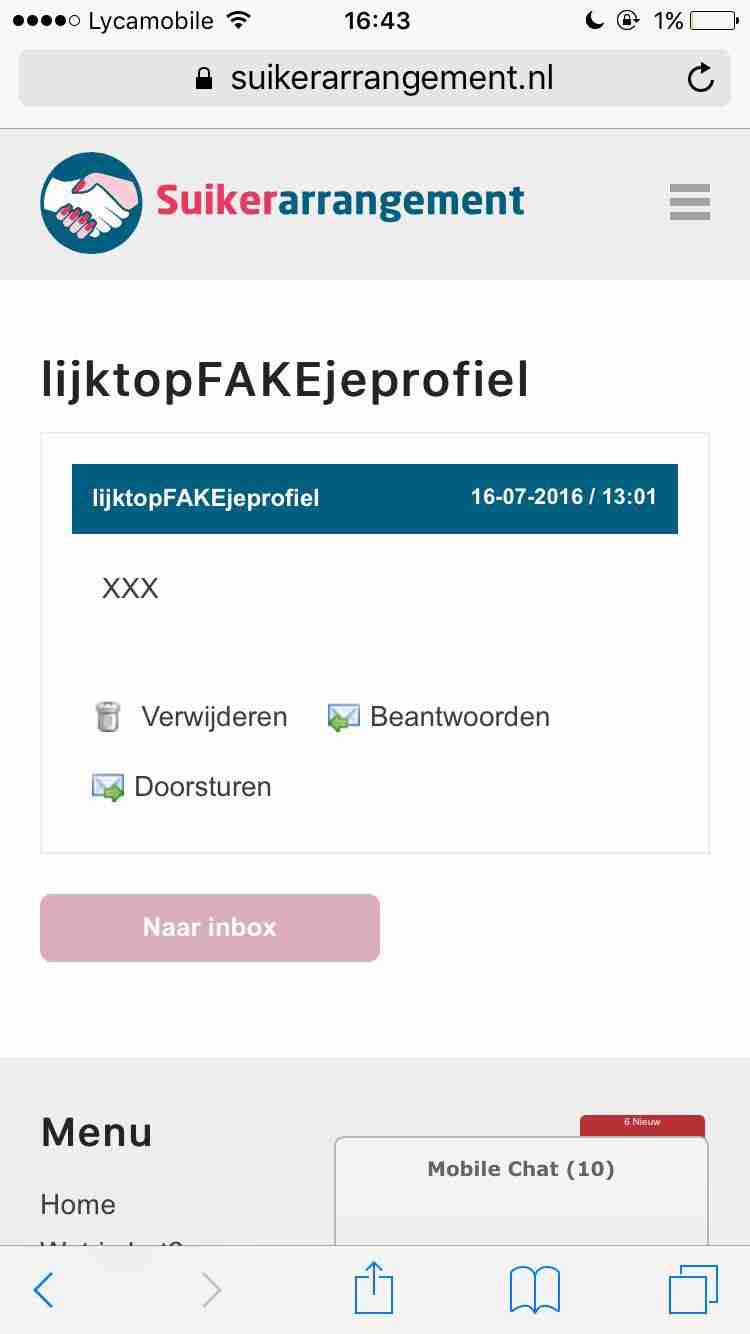 Lycamobile 16:43 1%
suikerarrangement.nl
Suikerarrangement
lijktopFAKEjeprofiel
lijktopFAKEjeprofiel 16-07-2016 / 13:01
XXX
Verwijderen Beantwoorden
Doorsturen
Naar inbox
Menu
6 Nieuw
Mobile Chat (10)
Home